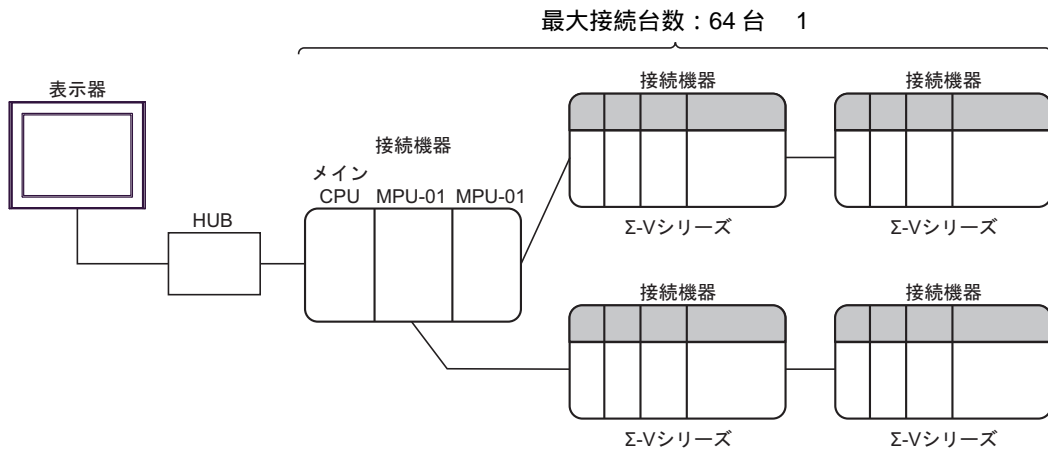 最大接続台数:64 台 1
表示器
HUB
接続機器
メイン
CPU MPU-01 MPU-01
接続機器
Σ-Vシリーズ
接続機器
Σ-Vシリーズ
接続機器
Σ-Vシリーズ
接続機器
Σ-Vシリーズ